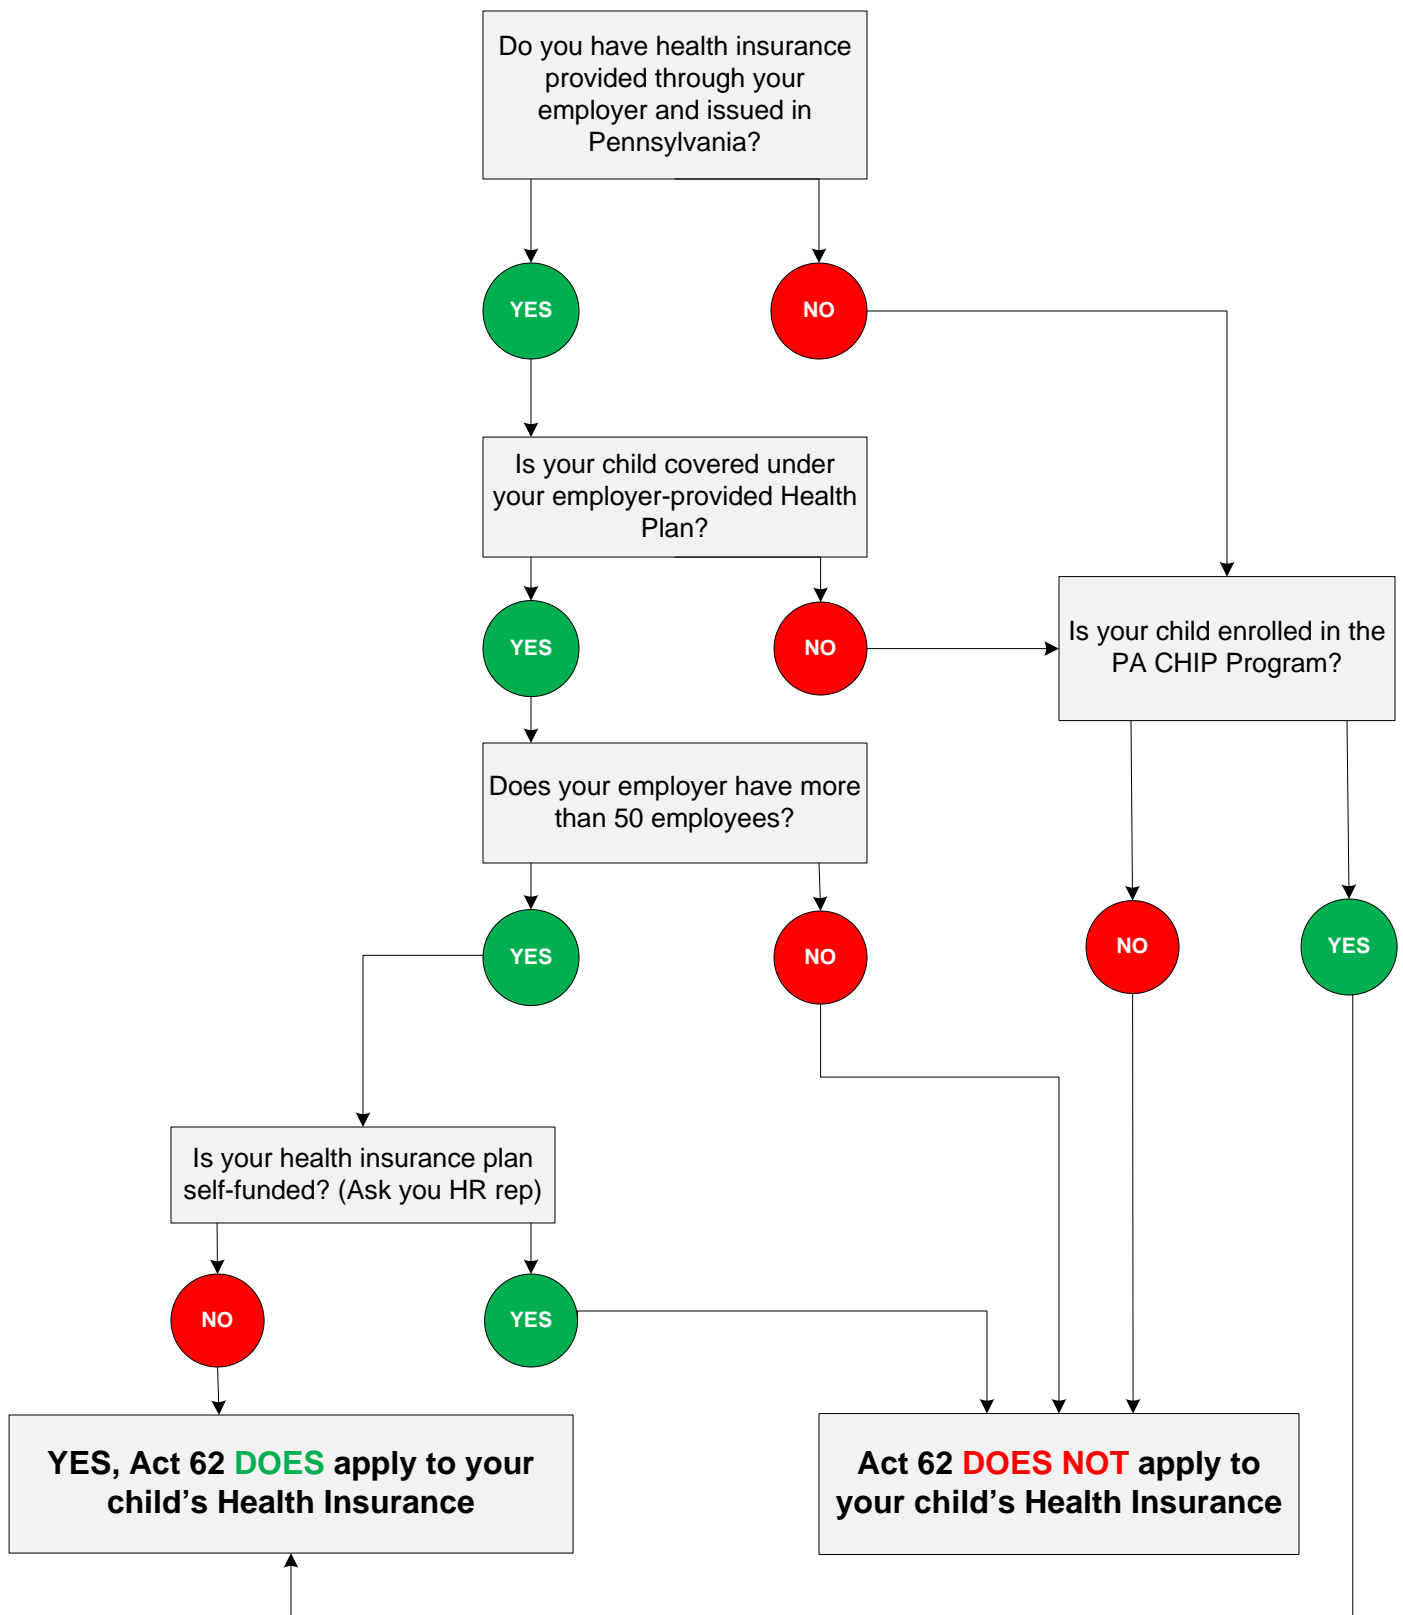 Do you have health insurance
provided through your
employer and issued in
Pennsylvania?
YES
NO
Is your child covered under
your employer-provided Health
Plan?
YES
NO
Is your child enrolled in the
PA CHIP Program?
Does your employer have more
than 50 employees?
YES
NO
NO
YES
Is your health insurance plan
self-funded? (Ask you HR rep)
NO
YES
YES, Act 62 DOES apply to your
child’s Health Insurance
Act 62 DOES NOT apply to
your child’s Health Insurance